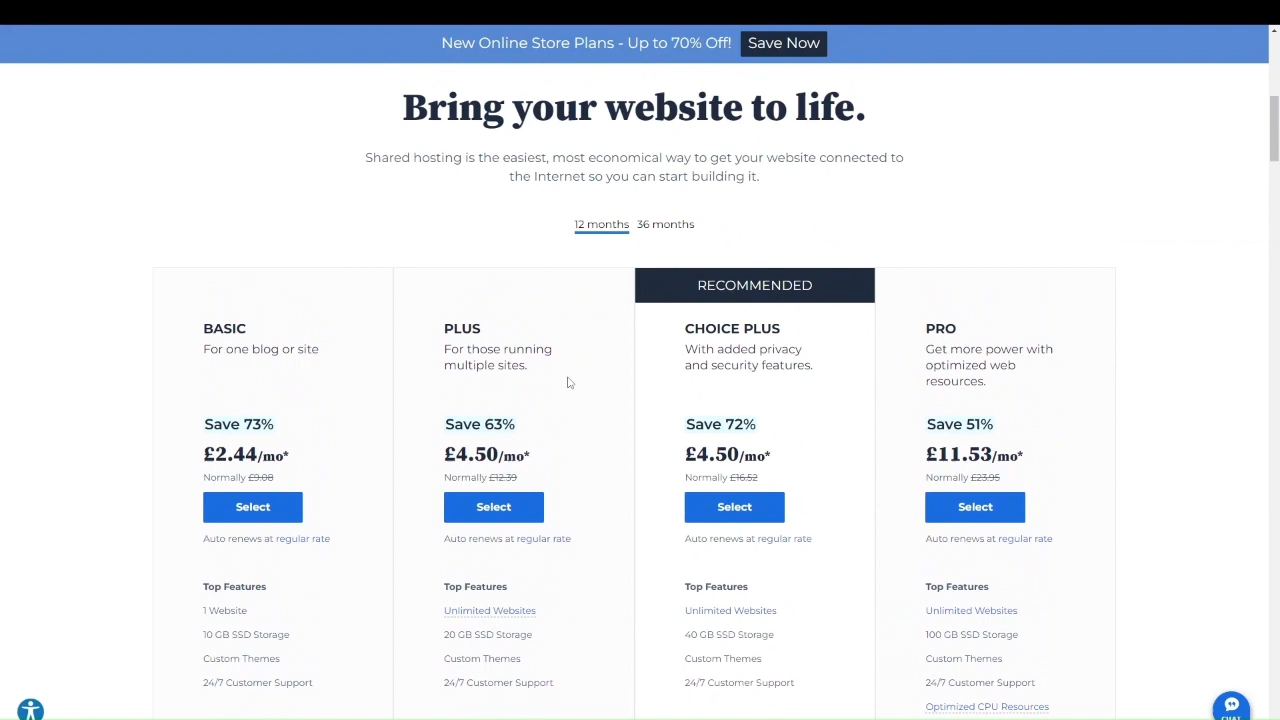 New Online Store Plans - Up to 70% Off! Save Now
Bring your website to life.
Shared hosting is the easiest, most economical way to get your website connected to
the Internet so you can start building it.
12 months 36 months
RECOMMENDED
BASIC
For one blog or site
Save 73%
£2.44/mo*
Normally £9.08
Select
Auto renews at regular rate
Top Features
1 Website
10 GB SSD Storage
Custom Themes
24/7 Customer Support
PLUS
For those running
multiple sites.
Save 63%
£4.50/mo*
Normally £12.39
Select
Auto renews at regular rate
Top Features
Unlimited Websites
20 GB SSD Storage
Custom Themes
24/7 Customer Support
CHOICE PLUS
With added privacy
and security features.
Save 72%
£4.50/mo*
Normally £16.52
Select
Auto renews at regular rate
Top Features
Unlimited Websites
40 GB SSD Storage
Custom Themes
24/7 Customer Support
PRO
Get more power with
optimized web
resources.
Save 51%
£11.53/mo*
Normally £23.95
Select
Auto renews at regular rate
Top Features
Unlimited Websites
100 GB SSD Storage
Custom Themes
24/7 Customer Support
Optimized CPU Resources
CHAT